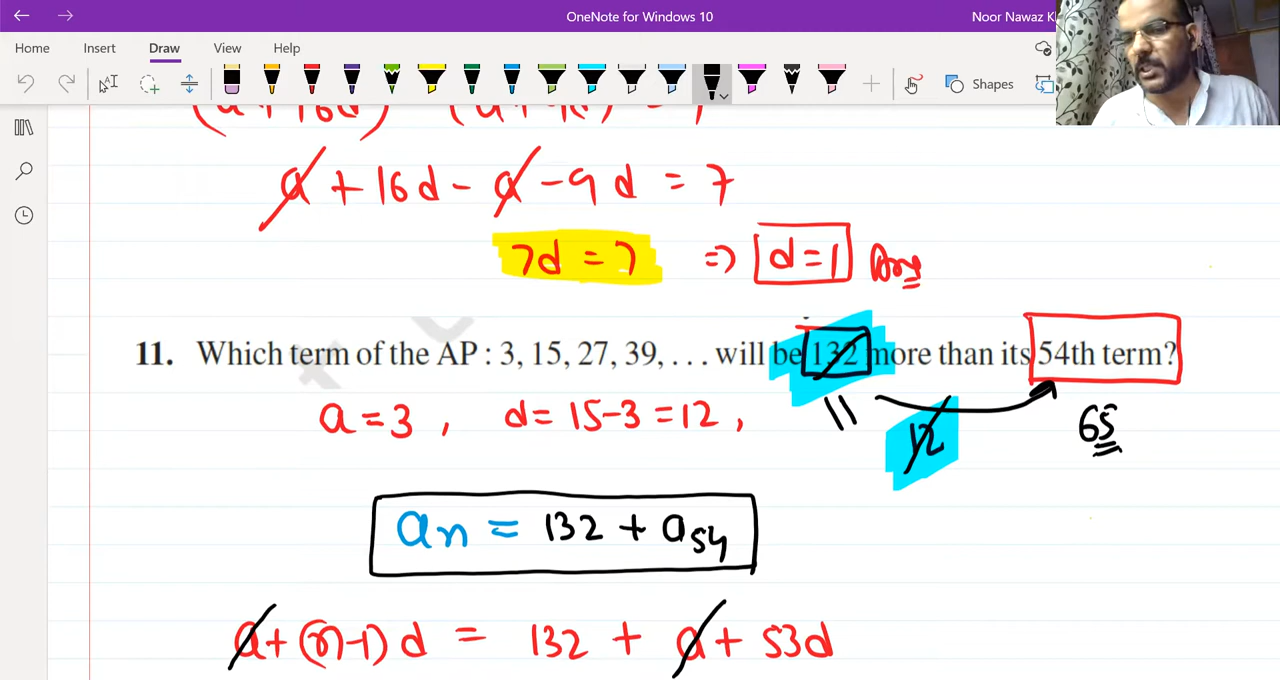 OneNote for Windows 10
Noor Nawaz K
Home Insert Draw View Help
Shapes
a + 16d - a - 9d = 7
7d = 7 => d = 1 Ans
11. Which term of the AP : 3, 15, 27, 39, . . . will be 132 more than its 54th term?
a = 3 , d = 15 - 3 = 12 ,
11
12
65
an = 132 + a54
a + (n-1) d = 132 + a + 53d